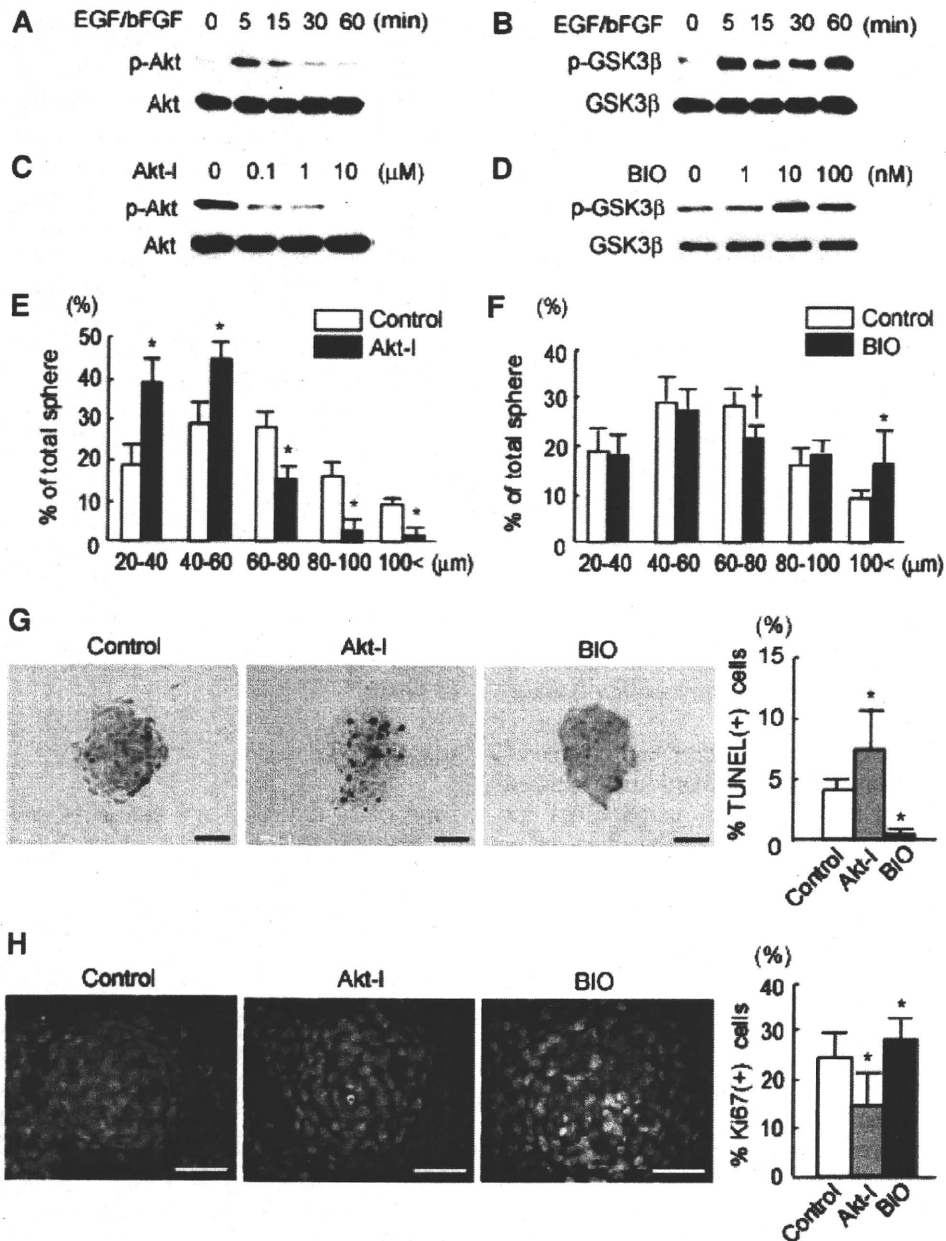 A
EGF/bFGF 0 5 15 30 60 (min)
p-Akt
Akt
B
EGF/bFGF 0 5 15 30 60 (min)
p-GSK3β
GSK3β
C
Akt-I 0 0.1 1 10 (μM)
p-Akt
Akt
D
BIO 0 1 10 100 (nM)
p-GSK3β
GSK3β
E
(%)
% of total sphere
50
40
30
20
10
0
Control
Akt-I
* * * * *
20-40 40-60 60-80 80-100 100< (μm)
F
(%)
% of total sphere
40
30
20
10
0
Control
BIO
† *
20-40 40-60 60-80 80-100 100< (μm)
G
Control Akt-I BIO
(%)
% TUNEL(+) cells
15
10
5
0
* *
Control Akt-I BIO
H
Control Akt-I BIO
(%)
% Ki67(+) cells
40
30
20
10
0
* *
Control Akt-I BIO